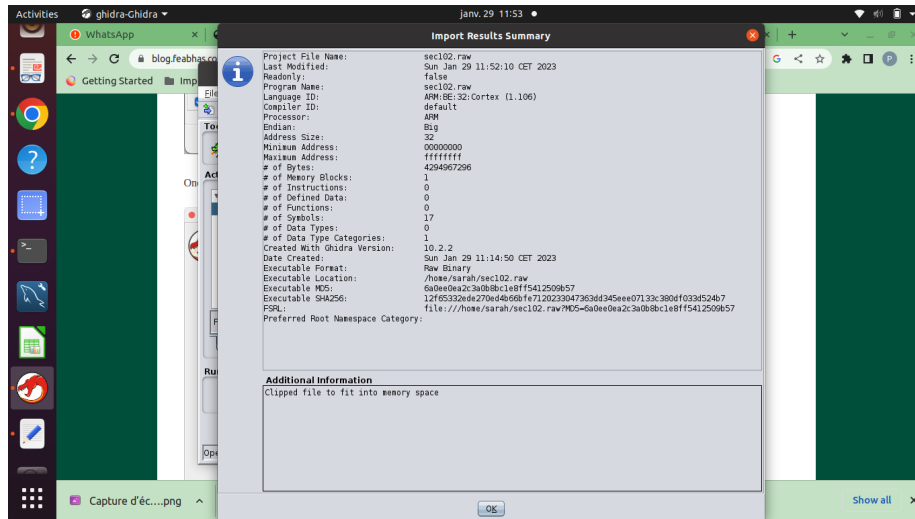 Activities
ghidra-Ghidra
janv. 29 11:53
WhatsApp
Import Results Summary
blog.feabhas.co
Getting Started
Imp
File
Project File Name: sec102.raw
Last Modified: Sun Jan 29 11:52:10 CET 2023
Readonly: false
Program Name: sec102.raw
Language ID: ARM:BE:32:Cortex (1.106)
Compiler ID: default
Processor: ARM
Endian: Big
Address Size: 32
Minimum Address: 00000000
Maximum Address: ffffffff
# of Bytes: 4294967296
# of Memory Blocks: 1
# of Instructions: 0
# of Defined Data: 0
# of Functions: 0
# of Symbols: 17
# of Data Types: 0
# of Data Type Categories: 1
Created With Ghidra Version: 10.2.2
Date Created: Sun Jan 29 11:14:50 CET 2023
Executable Format: Raw Binary
Executable Location: /home/sarah/sec102.raw
Executable MD5: 6a0ee0ea2c3a0b8bc1e8ff5412509b57
Executable SHA256: 12f65332ede270ed4b66bfe7120233047363dd345eee07133c380df033d524b7
FSRL: file:///home/sarah/sec102.raw?MD5=6a0ee0ea2c3a0b8bc1e8ff5412509b57
Preferred Root Namespace Category:
Too
Act
On
Ru
Ope
Additional Information
Clipped file to fit into memory space
OK
Capture d'éc....png
Show all